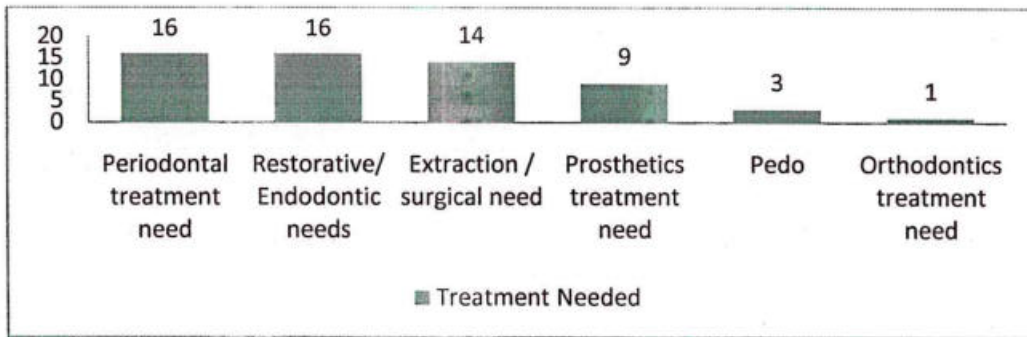 20
15
10
5
0
16
16
14
9
3
1
Periodontal treatment need
Restorative/ Endodontic needs
Extraction / surgical need
Prosthetics treatment need
Pedo
Orthodontics treatment need
Treatment Needed